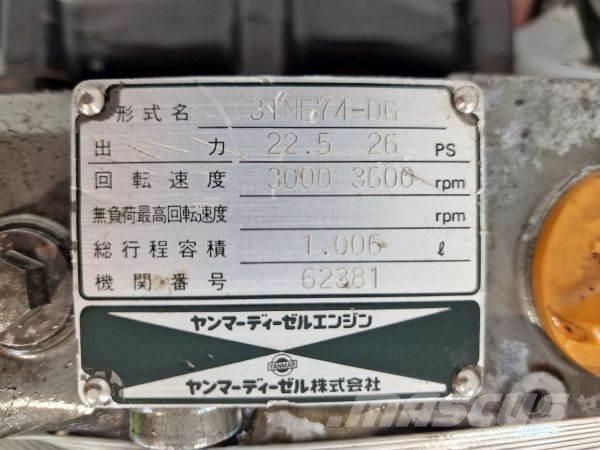 形式名 3TNE74-DG
出力 22.5 26 PS
回転速度 3000 3600 rpm
無負荷最高回転速度 rpm
総行程容積 1.006 ℓ
機関番号 62381
ヤンマーディーゼルエンジン
YANMAR
ヤンマーディーゼル株式会社
MASCUS